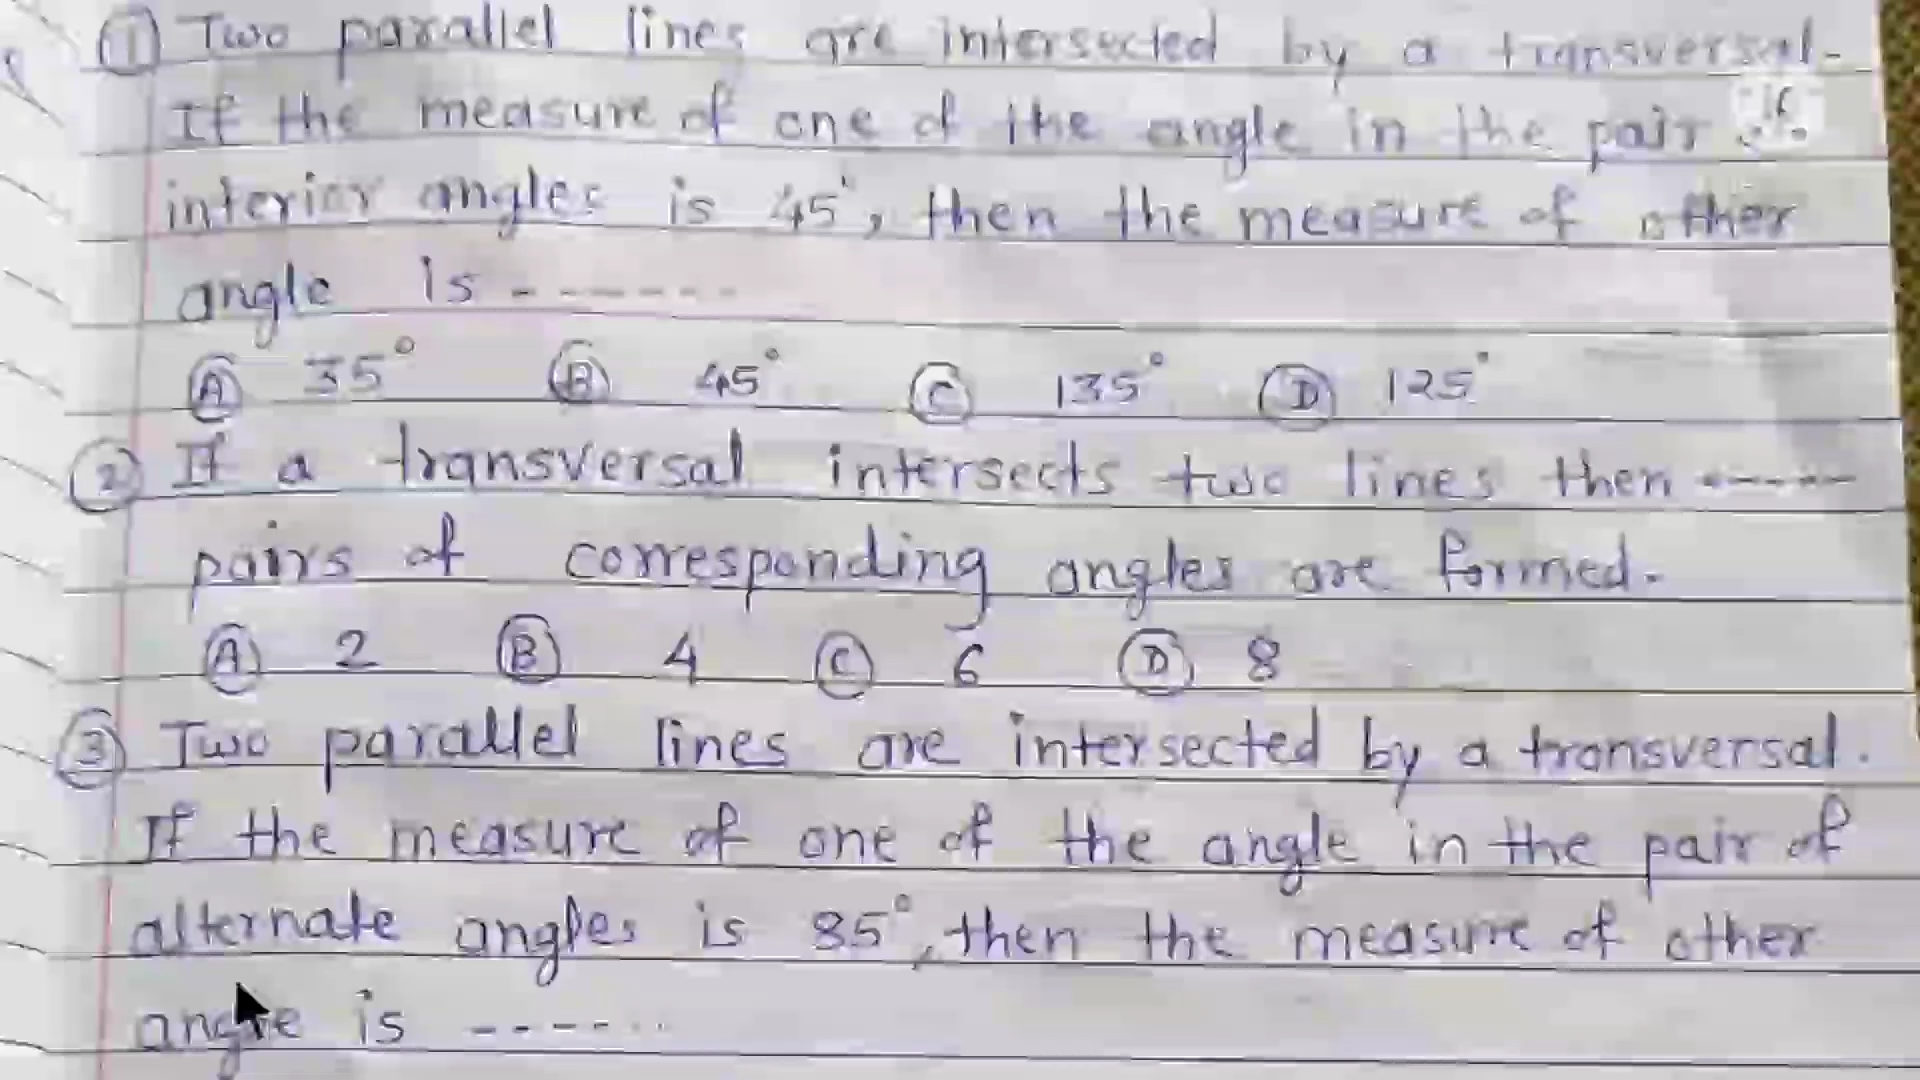 ① Two parallel lines are intersected by a transversal.
If the measure of one of the angle in the pair of
interior angles is 45°, then the measure of other
angle is -------
Ⓐ 35° Ⓑ 45° Ⓒ 135° Ⓓ 125°
② If a transversal intersects two lines then ------
pairs of corresponding angles are formed.
Ⓐ 2 Ⓑ 4 Ⓒ 6 Ⓓ 8
③ Two parallel lines are intersected by a transversal.
If the measure of one of the angle in the pair of
alternate angles is 85°, then the measure of other
angle is -------